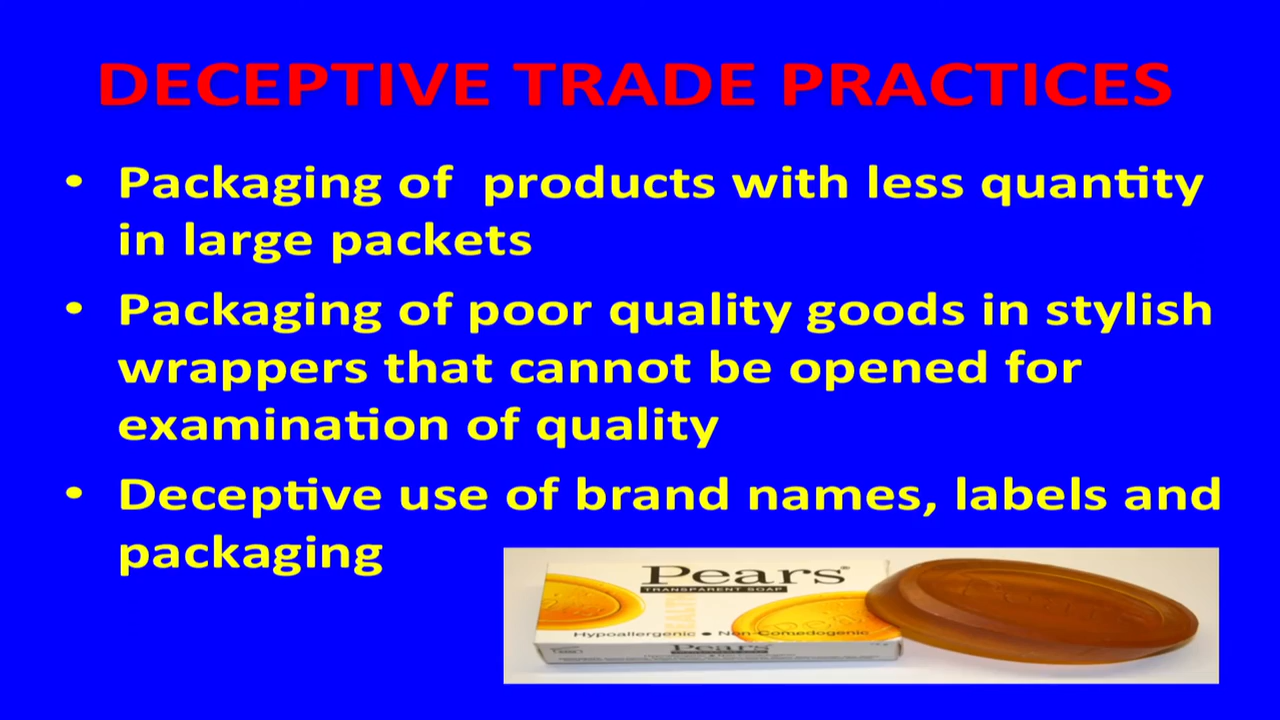 DECEPTIVE TRADE PRACTICES
• Packaging of products with less quantity
in large packets
• Packaging of poor quality goods in stylish
wrappers that cannot be opened for
examination of quality
• Deceptive use of brand names, labels and
packaging
Pears®
TRANSPARENT SOAP
Hypoallergenic ● Non-Comedogenic
Pears